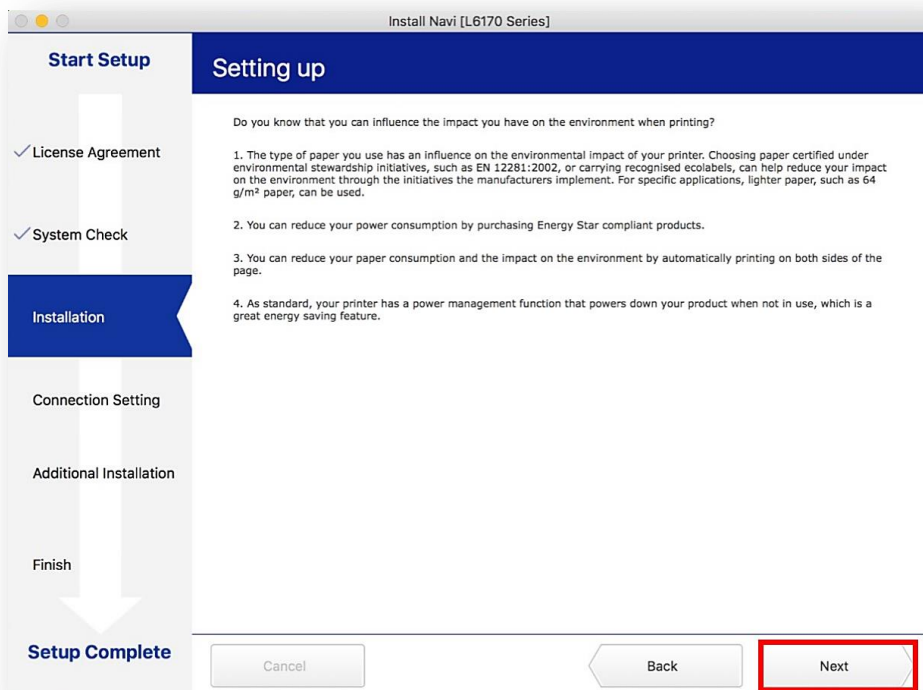 Install Navi [L6170 Series]
Start Setup
License Agreement
System Check
Installation
Connection Setting
Additional Installation
Finish
Setup Complete
Setting up
Do you know that you can influence the impact you have on the environment when printing?
1. The type of paper you use has an influence on the environmental impact of your printer. Choosing paper certified under
environmental stewardship initiatives, such as EN 12281:2002, or carrying recognised ecolabels, can help reduce your impact
on the environment through the initiatives the manufacturers implement. For specific applications, lighter paper, such as 64
g/m² paper, can be used.
2. You can reduce your power consumption by purchasing Energy Star compliant products.
3. You can reduce your paper consumption and the impact on the environment by automatically printing on both sides of the
page.
4. As standard, your printer has a power management function that powers down your product when not in use, which is a
great energy saving feature.
Cancel
Back
Next